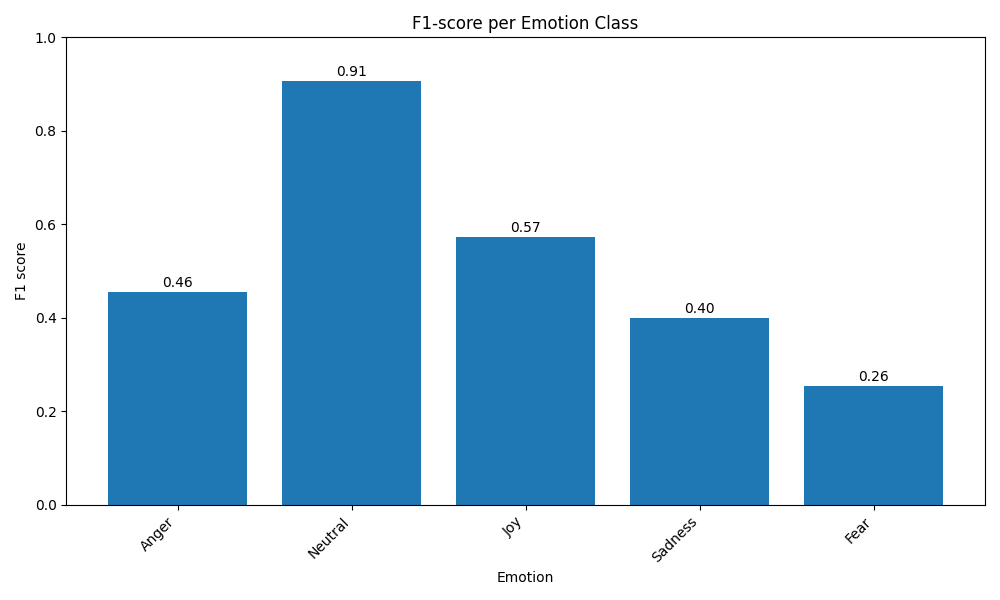 F1-score per Emotion Class
F1 score
1.0
0.8
0.6
0.4
0.2
0.0
0.46
0.91
0.57
0.40
0.26
Anger
Neutral
Joy
Sadness
Fear
Emotion